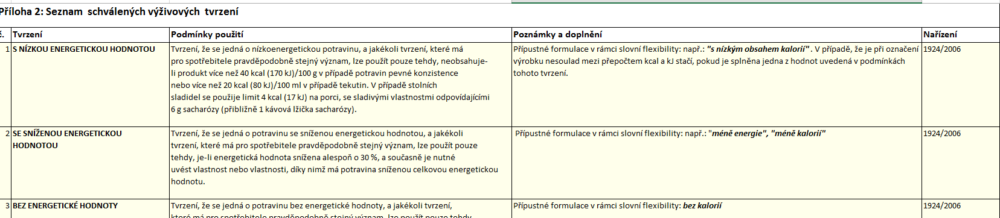 Příloha 2: Seznam schválených výživových tvrzení
č. Tvrzení Podmínky použití Poznámky a doplnění Nařízení
1 S NÍZKOU ENERGETICKOU HODNOTOU
Tvrzení, že se jedná o nízkoenergetickou potravinu, a jakékoli tvrzení, které má
pro spotřebitele pravděpodobně stejný význam, lze použít pouze tehdy, neobsahuje-
li produkt více než 40 kcal (170 kJ)/100 g v případě potravin pevné konzistence
nebo více než 20 kcal (80 kJ)/100 ml v případě tekutin. V případě stolních
sladidel se použije limit 4 kcal (17 kJ) na porci, se sladivými vlastnostmi odpovídajícími
6 g sacharózy (přibližně 1 kávová lžička sacharózy).
Přípustné formulace v rámci slovní flexibility: např.: "s nízkým obsahem kalorií" . V případě, že je při označení
výrobku nesoulad mezi přepočtem kcal a kJ stačí, pokud je splněna jedna z hodnot uvedená v podmínkách
tohoto tvrzení.
1924/2006
2 SE SNÍŽENOU ENERGETICKOU
HODNOTOU
Tvrzení, že se jedná o potravinu se sníženou energetickou hodnotou, a jakékoli
tvrzení, které má pro spotřebitele pravděpodobně stejný význam, lze použít pouze
tehdy, je-li energetická hodnota snížena alespoň o 30 %, a současně je nutné
uvést vlastnost nebo vlastnosti, díky nimž má potravina sníženou celkovou energetickou
hodnotu.
Přípustné formulace v rámci slovní flexibility: např.: "méně energie", "méně kalorií"
1924/2006
3 BEZ ENERGETICKÉ HODNOTY
Tvrzení, že se jedná o potravinu bez energetické hodnoty, a jakékoli tvrzení,
které má pro spotřebitele pravděpodobně stejný význam, lze použít pouze tehdy,
Přípustné formulace v rámci slovní flexibility: bez kalorií
1924/2006